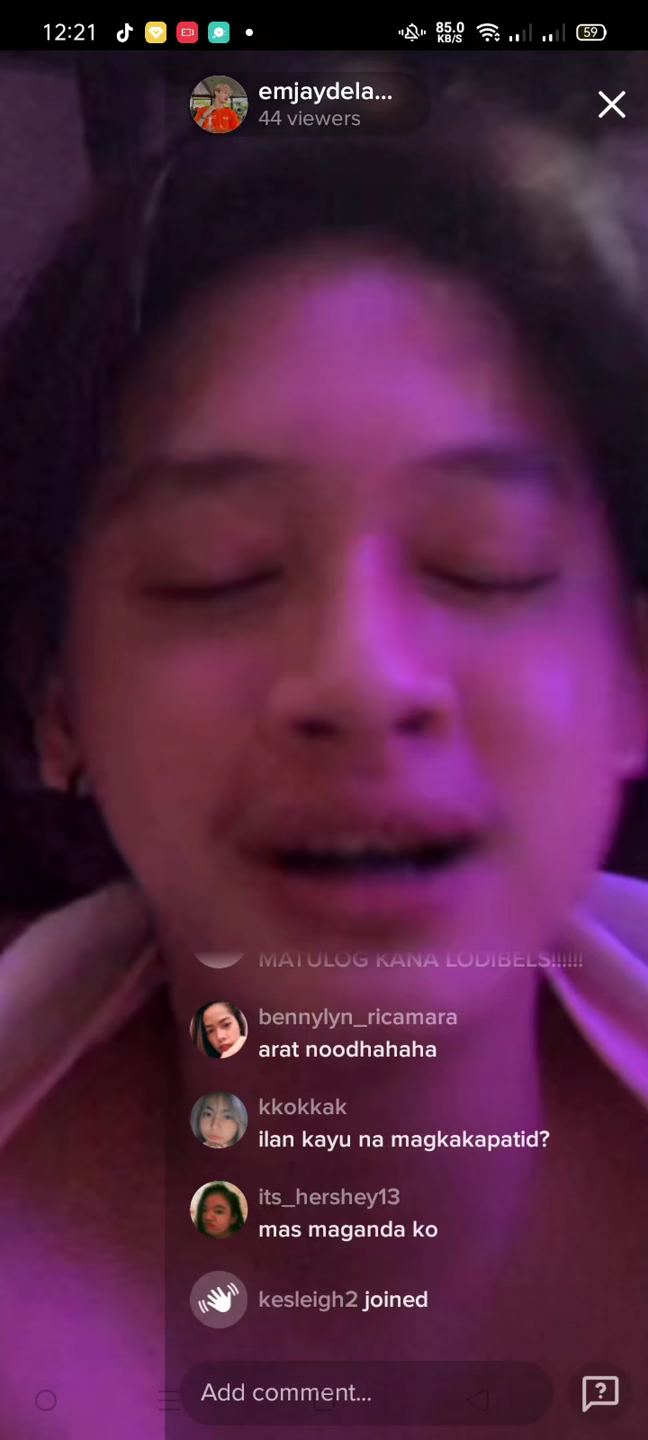 12:21
85.0
KB/S
59
emjaydela...
44 viewers
MATULOG KANA LODIBELS!!!!!!
bennylyn_ricamara
arat noodhahaha
kkokkak
ilan kayu na magkakapatid?
its_hershey13
mas maganda ko
kesleigh2 joined
Add comment...